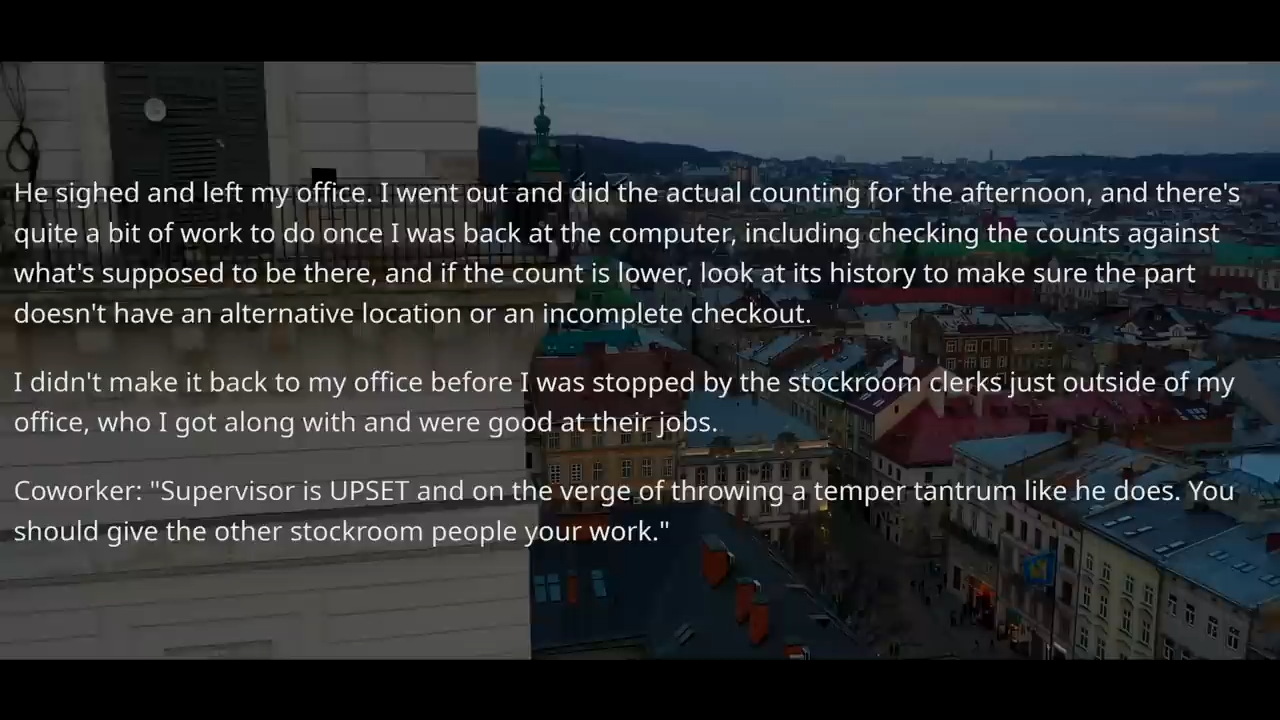 He sighed and left my office. I went out and did the actual counting for the afternoon, and there's
quite a bit of work to do once I was back at the computer, including checking the counts against
what's supposed to be there, and if the count is lower, look at its history to make sure the part
doesn't have an alternative location or an incomplete checkout.
I didn't make it back to my office before I was stopped by the stockroom clerks just outside of my
office, who I got along with and were good at their jobs.
Coworker: "Supervisor is UPSET and on the verge of throwing a temper tantrum like he does. You
should give the other stockroom people your work."